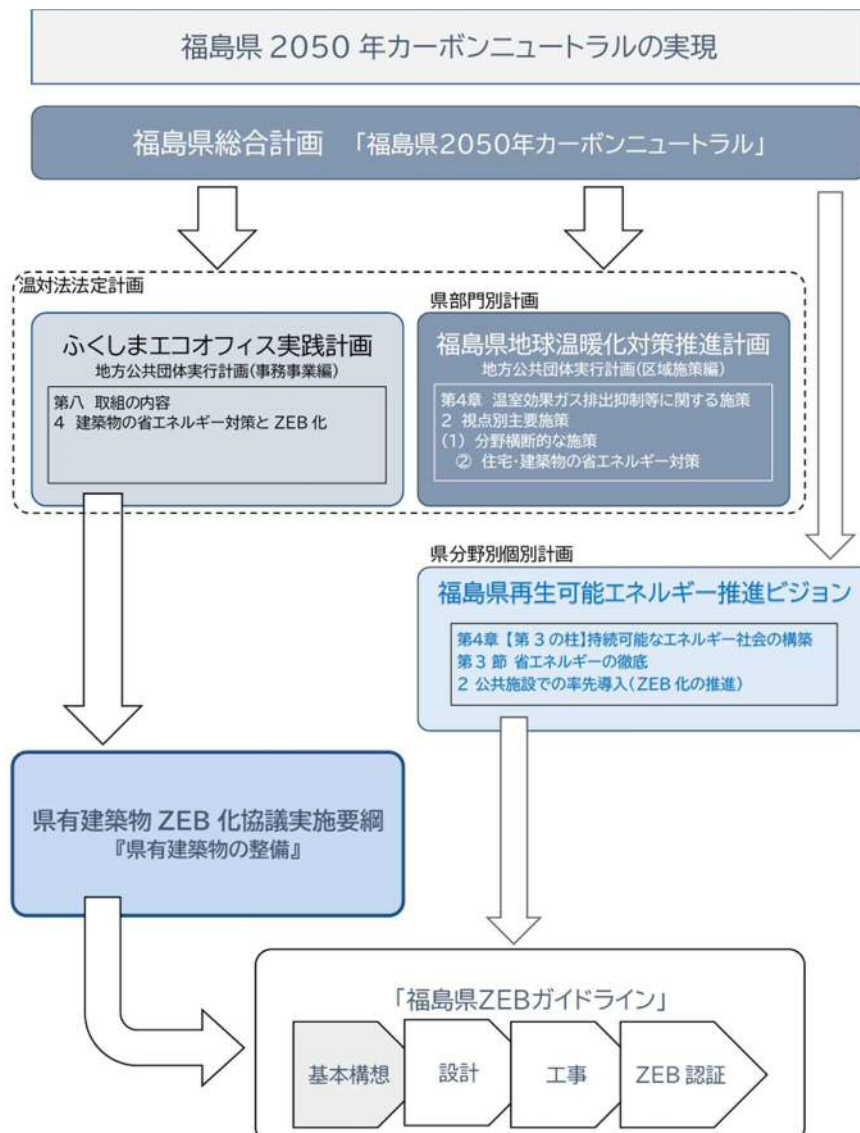 福島県 2050 年カーボンニュートラルの実現
福島県総合計画 「福島県2050年カーボンニュートラル」
温対法法定計画
ふくしまエコオフィス実践計画
地方公共団体実行計画(事務事業編)
第八 取組の内容
4 建築物の省エネルギー対策と ZEB 化
県部門別計画
福島県地球温暖化対策推進計画
地方公共団体実行計画(区域施策編)
第4章 温室効果ガス排出抑制等に関する施策
2 視点別主要施策
(1) 分野横断的な施策
② 住宅・建築物の省エネルギー対策
県分野別個別計画
福島県再生可能エネルギー推進ビジョン
第4章【第 3 の柱】持続可能なエネルギー社会の構築
第 3 節 省エネルギーの徹底
2 公共施設での率先導入(ZEB 化の推進)
県有建築物 ZEB 化協議実施要綱
『県有建築物の整備』
「福島県ZEBガイドライン」
基本構想
設計
工事
ZEB 認証